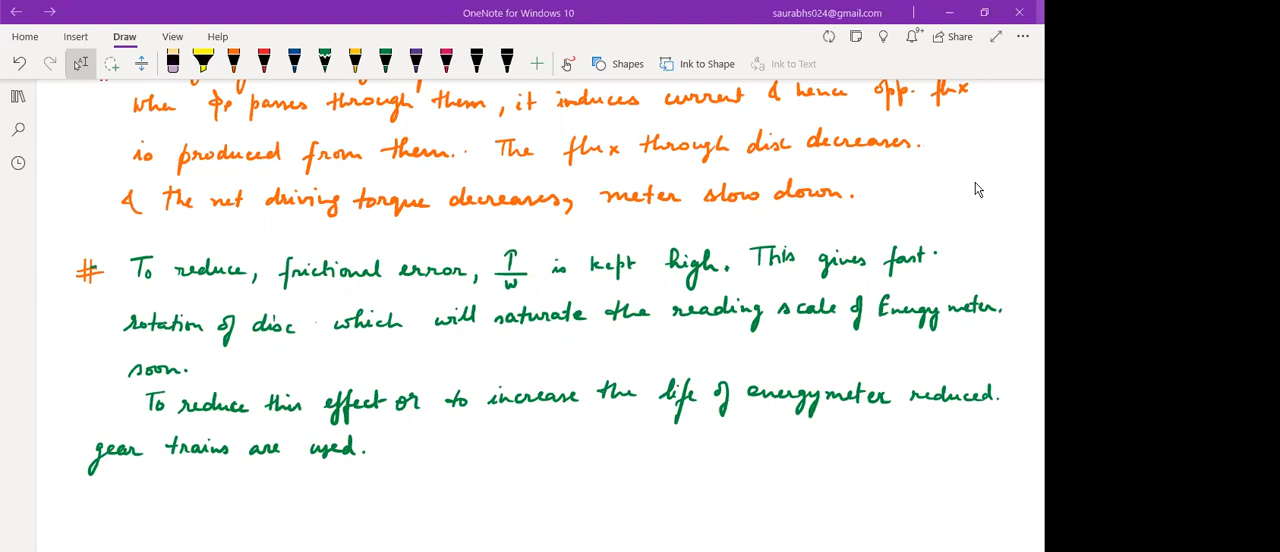 OneNote for Windows 10
saurabhs024@gmail.com
Home Insert Draw View Help
9+ Share
Shapes Ink to Shape Ink to Text
when φp passes through them, it induces current & hence opp. flux
is produced from them. The flux through disc decreases.
& the net driving torque decreases, meter slow down.
# To reduce, frictional error, T/w is kept high. This gives fast.
rotation of disc which will saturate the reading scale of Energy meter.
soon.
To reduce this effect or to increase the life of energymeter reduced.
gear trains are used.